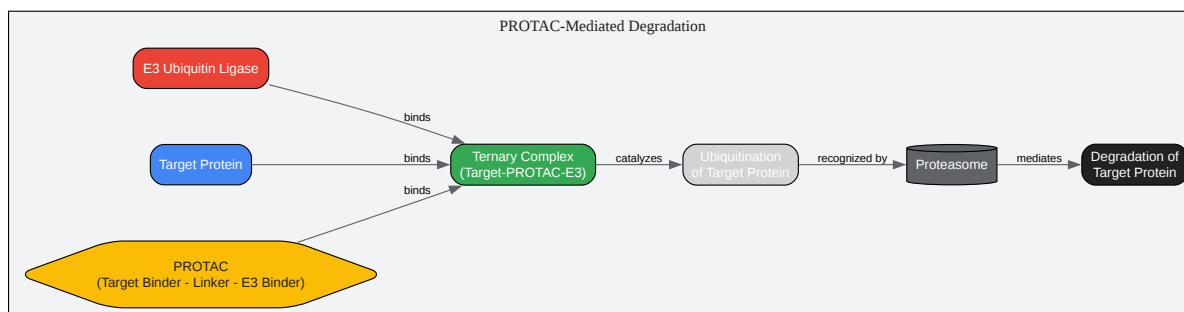 PROTAC-Mediated Degradation
E3 Ubiquitin Ligase
binds
Target Protein
binds
Ternary Complex
(Target-PROTAC-E3)
catalyzes
Ubiquitination
of Target Protein
recognized by
Proteasome
mediates
Degradation of
Target Protein
binds
PROTAC
(Target Binder - Linker - E3 Binder)